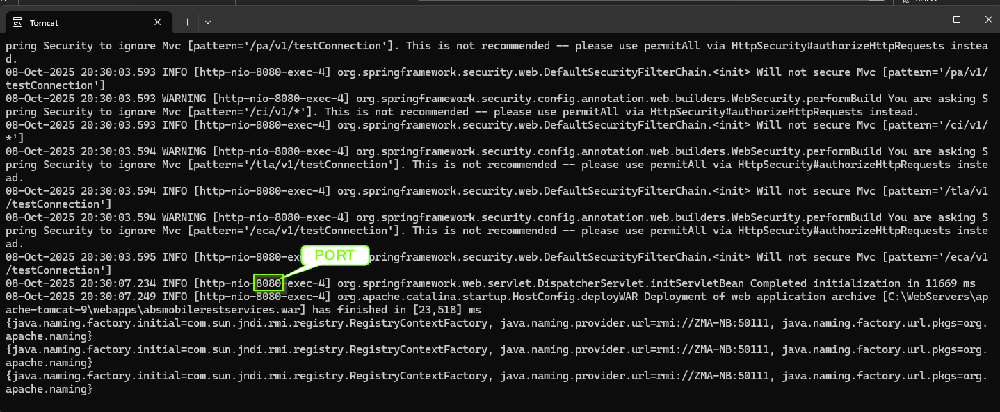 Tomcat
pring Security to ignore Mvc [pattern='/pa/v1/testConnection']. This is not recommended -- please use permitAll via HttpSecurity#authorizeHttpRequests instea
d.
08-Oct-2025 20:30:03.593 INFO [http-nio-8080-exec-4] org.springframework.security.web.DefaultSecurityFilterChain.<init> Will not secure Mvc [pattern='/pa/v1/
testConnection']
08-Oct-2025 20:30:03.593 WARNING [http-nio-8080-exec-4] org.springframework.security.config.annotation.web.builders.WebSecurity.performBuild You are asking S
pring Security to ignore Mvc [pattern='/ci/v1/*']. This is not recommended -- please use permitAll via HttpSecurity#authorizeHttpRequests instead.
08-Oct-2025 20:30:03.593 INFO [http-nio-8080-exec-4] org.springframework.security.web.DefaultSecurityFilterChain.<init> Will not secure Mvc [pattern='/ci/v1/
*']
08-Oct-2025 20:30:03.594 WARNING [http-nio-8080-exec-4] org.springframework.security.config.annotation.web.builders.WebSecurity.performBuild You are asking S
pring Security to ignore Mvc [pattern='/tla/v1/testConnection']. This is not recommended -- please use permitAll via HttpSecurity#authorizeHttpRequests inste
ad.
08-Oct-2025 20:30:03.594 INFO [http-nio-8080-exec-4] org.springframework.security.web.DefaultSecurityFilterChain.<init> Will not secure Mvc [pattern='/tla/v1
/testConnection']
08-Oct-2025 20:30:03.594 WARNING [http-nio-8080-exec-4] org.springframework.security.config.annotation.web.builders.WebSecurity.performBuild You are asking S
pring Security to ignore Mvc [pattern='/eca/v1/testConnection']. This is not recommended -- please use permitAll via HttpSecurity#authorizeHttpRequests inste
ad.
08-Oct-2025 20:30:03.595 INFO [http-nio-8080-ex PORT pringframework.security.web.DefaultSecurityFilterChain.<init> Will not secure Mvc [pattern='/eca/v1
/testConnection']
08-Oct-2025 20:30:07.234 INFO [http-nio-8080-exec-4] org.springframework.web.servlet.DispatcherServlet.initServletBean Completed initialization in 11669 ms
08-Oct-2025 20:30:07.249 INFO [http-nio-8080-exec-4] org.apache.catalina.startup.HostConfig.deployWAR Deployment of web application archive [C:\WebServers\ap
ache-tomcat-9\webapps\absmobilerestservices.war] has finished in [23,518] ms
{java.naming.factory.initial=com.sun.jndi.rmi.registry.RegistryContextFactory, java.naming.provider.url=rmi://ZMA-NB:50111, java.naming.factory.url.pkgs=org.
apache.naming}
{java.naming.factory.initial=com.sun.jndi.rmi.registry.RegistryContextFactory, java.naming.provider.url=rmi://ZMA-NB:50111, java.naming.factory.url.pkgs=org.
apache.naming}
{java.naming.factory.initial=com.sun.jndi.rmi.registry.RegistryContextFactory, java.naming.provider.url=rmi://ZMA-NB:50111, java.naming.factory.url.pkgs=org.
apache.naming}